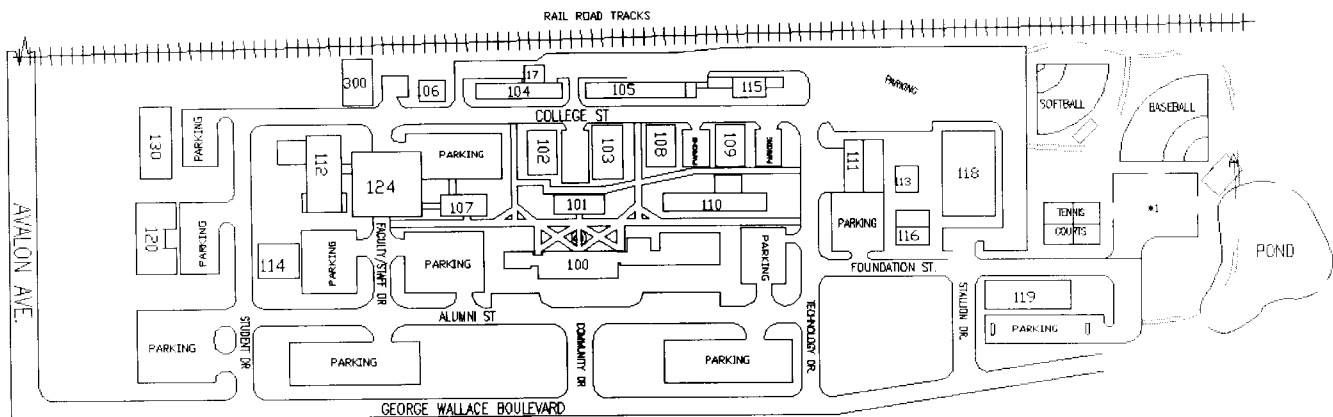 RAIL ROAD TRACKS
300
06
17
104
105
115
PARKING
SOFTBALL
BASEBALL
COLLEGE ST
130
PARKING
112
124
PARKING
102
103
108
PARKING
109
PARKING
111
113
118
107
101
110
*1
AVALON AVE.
120
PARKING
FACULTY/STAFF DR
PARKING
116
TENNIS
COURTS
POND
114
PARKING
PARKING
100
PARKING
FOUNDATION ST.
ALUMNI ST
STUDENT DR
COMMUNITY DR
TECHNOLOGY DR.
STALLION DR.
119
PARKING
PARKING
PARKING
PARKING
GEORGE WALLACE BOULEVARD